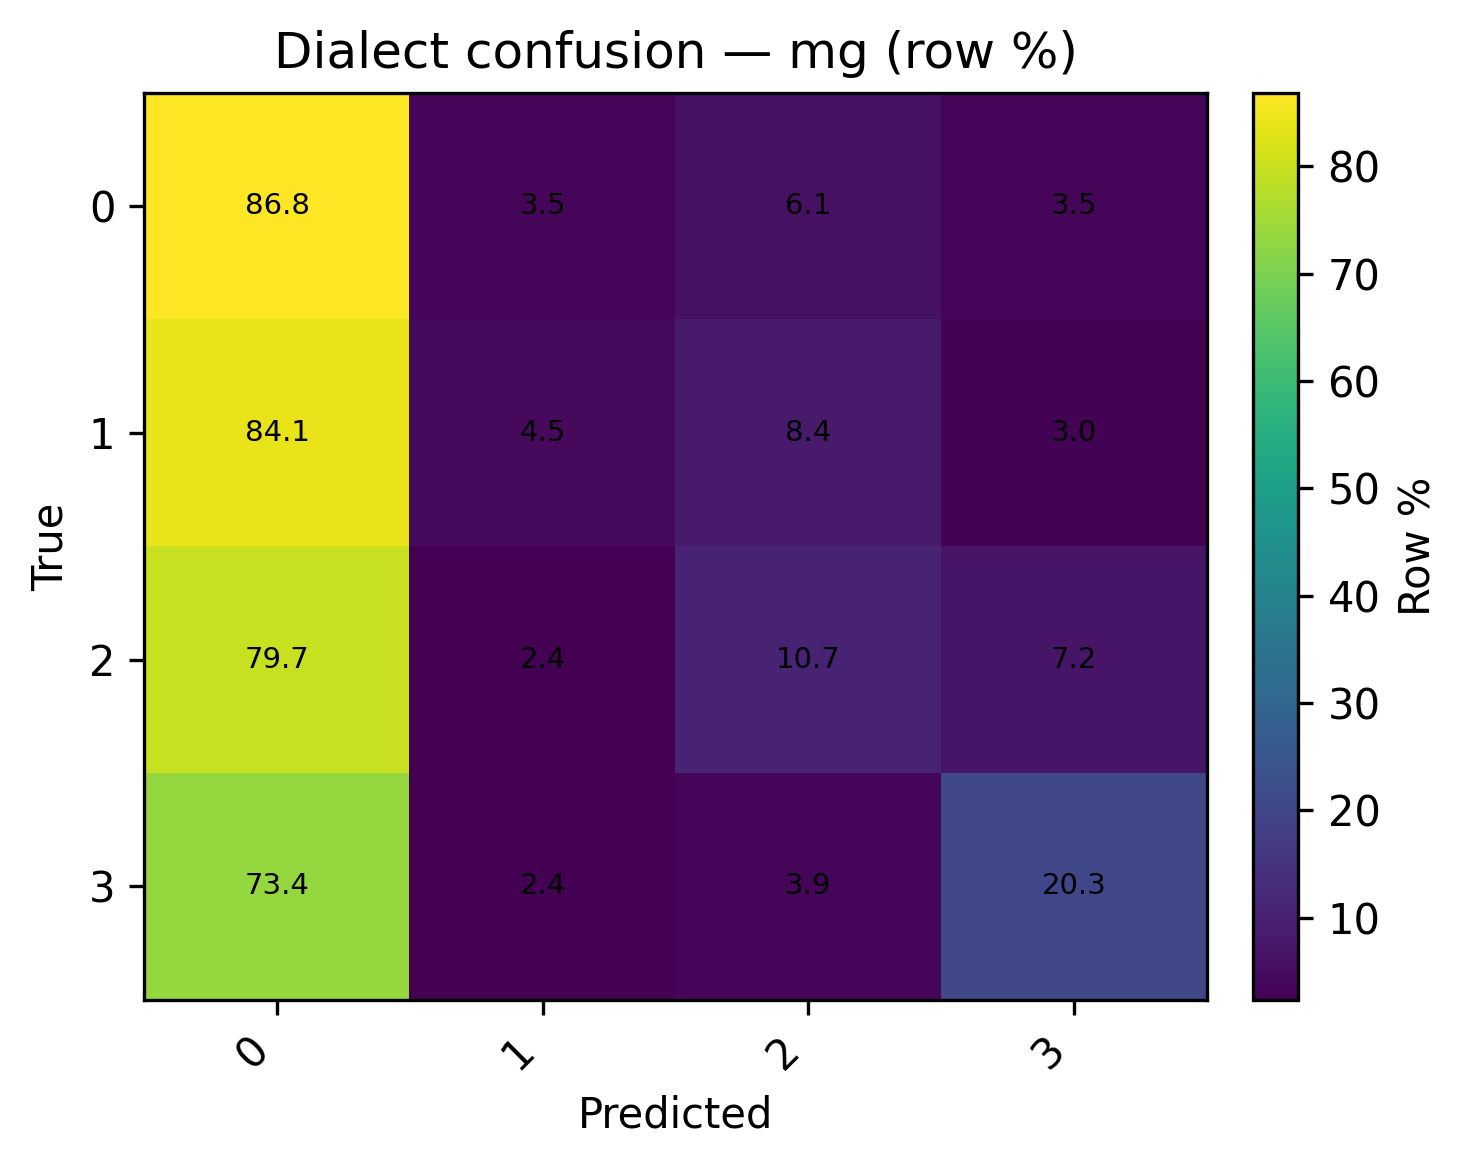 Dialect confusion — mg (row %)
0 86.8 3.5 6.1 3.5
1 84.1 4.5 8.4 3.0
2 79.7 2.4 10.7 7.2
3 73.4 2.4 3.9 20.3
0 1 2 3
Predicted
True
80
70
60
50
40
30
20
10
Row %